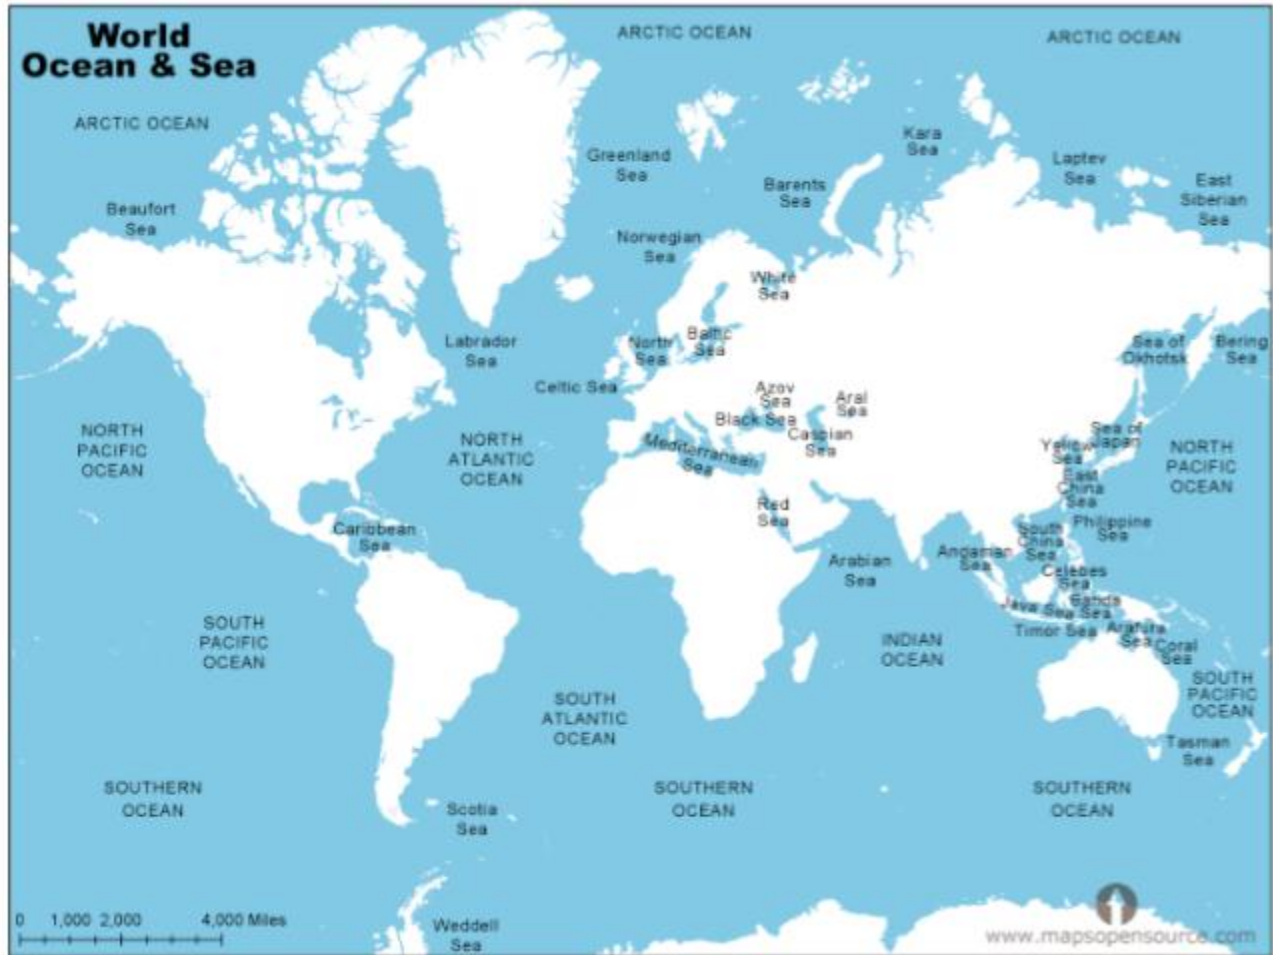 World
Ocean & Sea
ARCTIC OCEAN
ARCTIC OCEAN
ARCTIC OCEAN
Kara
Sea
Greenland
Sea
Laptev
Sea
Barents
Sea
East
Siberian
Sea
Beaufort
Sea
Norwegian
Sea
White
Sea
Labrador
Sea
North
Sea
Baltic
Sea
Sea of
Okhotsk
Bering
Sea
Celtic Sea
Azov
Sea
Aral
Sea
Black Sea
Caspian
Sea
NORTH
PACIFIC
OCEAN
NORTH
ATLANTIC
OCEAN
Mediterranean
Sea
Sea of
Japan
Yellow
Sea
NORTH
PACIFIC
OCEAN
East
China
Sea
Red
Sea
Caribbean
Sea
Philippine
Sea
South
China
Sea
Arabian
Sea
Andaman
Sea
Celebes
Sea
Java Sea
Banda
Sea
Timor Sea
Arafura
Sea
Coral
Sea
SOUTH
PACIFIC
OCEAN
INDIAN
OCEAN
SOUTH
PACIFIC
OCEAN
SOUTH
ATLANTIC
OCEAN
Tasman
Sea
SOUTHERN
OCEAN
SOUTHERN
OCEAN
SOUTHERN
OCEAN
Scotia
Sea
Weddell
Sea
0 1,000 2,000 4,000 Miles
www.mapsopensource.com